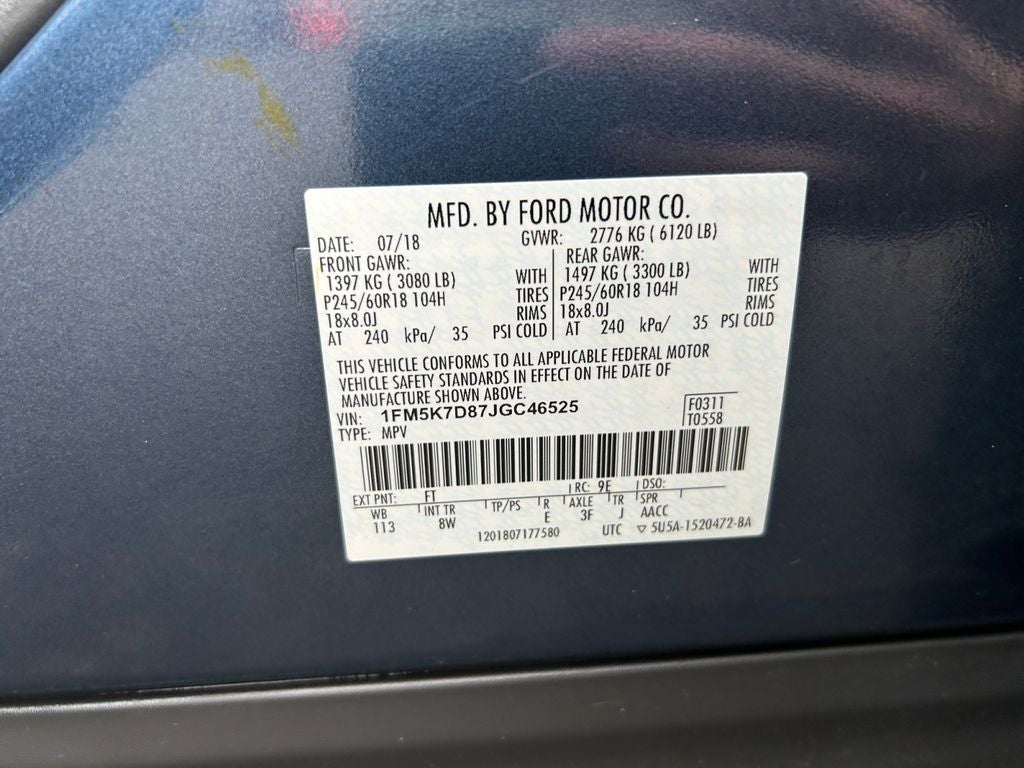 MFD. BY FORD MOTOR CO.
DATE: 07/18 GVWR: 2776 KG ( 6120 LB)
FRONT GAWR: REAR GAWR:
1397 KG ( 3080 LB) WITH 1497 KG ( 3300 LB) WITH
P245/60R18 104H TIRES P245/60R18 104H TIRES
18x8.0J RIMS 18x8.0J RIMS
AT 240 kPa/ 35 PSI COLD AT 240 kPa/ 35 PSI COLD
THIS VEHICLE CONFORMS TO ALL APPLICABLE FEDERAL MOTOR
VEHICLE SAFETY STANDARDS IN EFFECT ON THE DATE OF
MANUFACTURE SHOWN ABOVE.
VIN: 1FM5K7D87JGC46525 F0311
TYPE: MPV T0558
EXT PNT: FT RC: 9E DSO:
WB INT TR TP/PS R AXLE TR SPR
113 8W E 3F J AACC
1201807177580 UTC ▽ 5U5A-1520472-BA